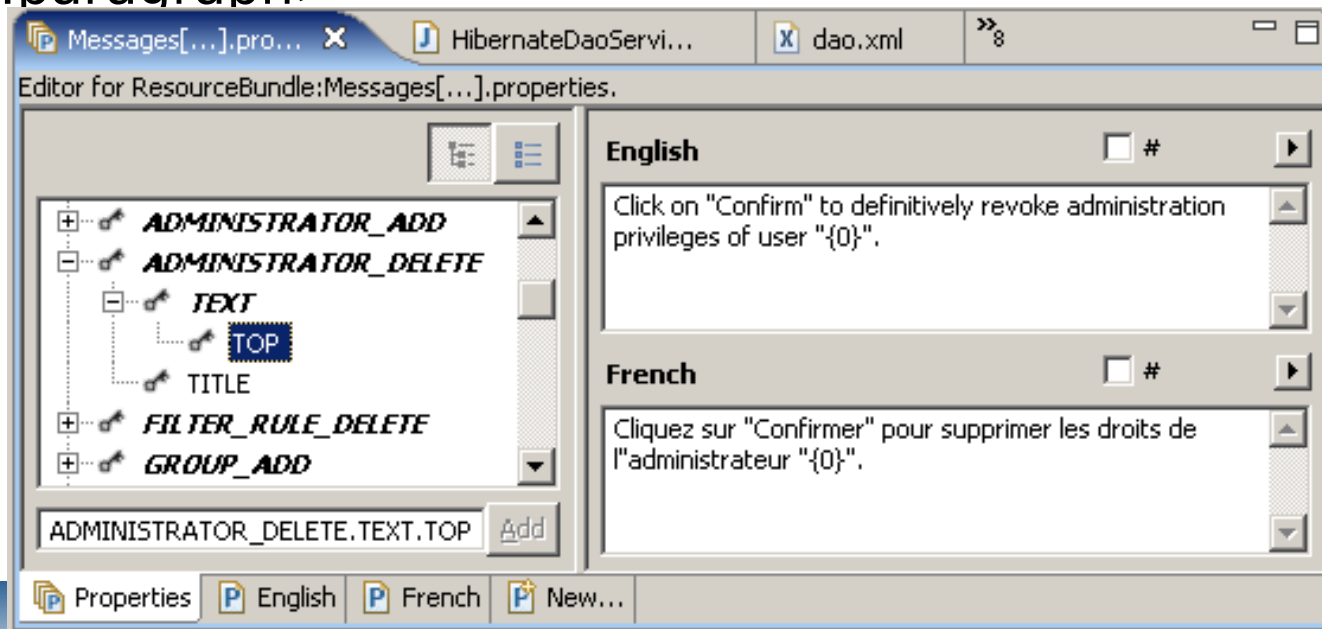 Messages[...].pro... HibernateDaoServi... dao.xml »8
Editor for ResourceBundle:Messages[...].properties.
ADMINISTRATOR_ADD
ADMINISTRATOR_DELETE
TEXT
TOP
TITLE
FILTER_RULE_DELETE
GROUP_ADD
ADMINISTRATOR_DELETE.TEXT.TOP Add
English #
Click on "Confirm" to definitively revoke administration
privileges of user "{0}".
French #
Cliquez sur "Confirmer" pour supprimer les droits de
l''administrateur "{0}".
Properties English French New...